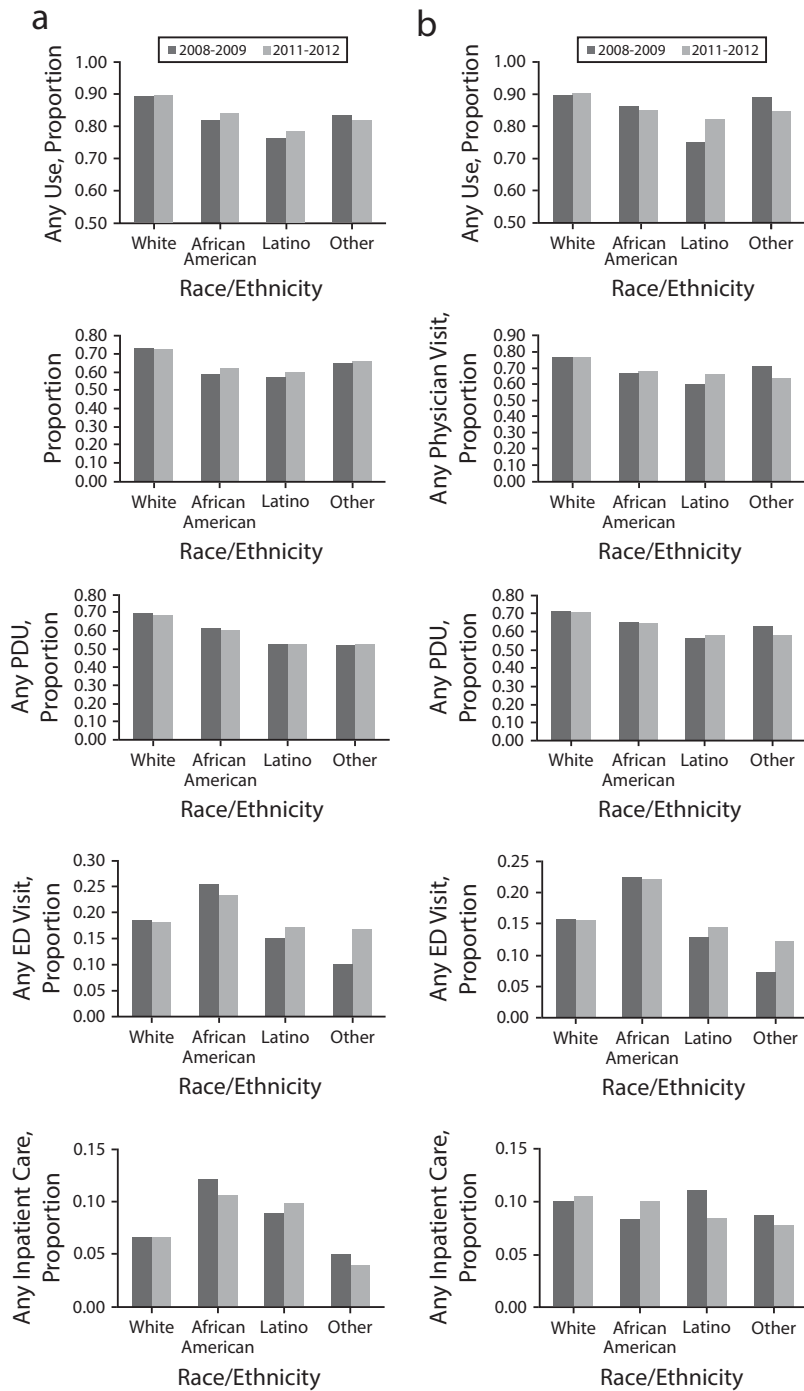 a
2008-2009 2011-2012
Any Use, Proportion
1.00
0.90
0.80
0.70
0.60
0.50
White African Latino Other
American
Race/Ethnicity
Proportion
0.80
0.70
0.60
0.50
0.40
0.30
0.20
0.10
0.00
White African Latino Other
American
Race/Ethnicity
Any PDU,
Proportion
0.80
0.70
0.60
0.50
0.40
0.30
0.20
0.10
0.00
White African Latino Other
American
Race/Ethnicity
Any ED Visit,
Proportion
0.30
0.25
0.20
0.15
0.10
0.05
0.00
White African Latino Other
American
Race/Ethnicity
Any Inpatient Care,
Proportion
0.15
0.10
0.05
0.00
White African Latino Other
American
Race/Ethnicity
b
2008-2009 2011-2012
Any Use, Proportion
1.00
0.90
0.80
0.70
0.60
0.50
White African Latino Other
American
Race/Ethnicity
Any Physician Visit,
Proportion
0.90
0.80
0.70
0.60
0.50
0.40
0.30
0.20
0.10
0.00
White African Latino Other
American
Race/Ethnicity
Any PDU,
Proportion
0.80
0.70
0.60
0.50
0.40
0.30
0.20
0.10
0.00
White African Latino Other
American
Race/Ethnicity
Any ED Visit,
Proportion
0.25
0.20
0.15
0.10
0.05
0.00
White African Latino Other
American
Race/Ethnicity
Any Inpatient Care,
Proportion
0.15
0.10
0.05
0.00
White African Latino Other
American
Race/Ethnicity